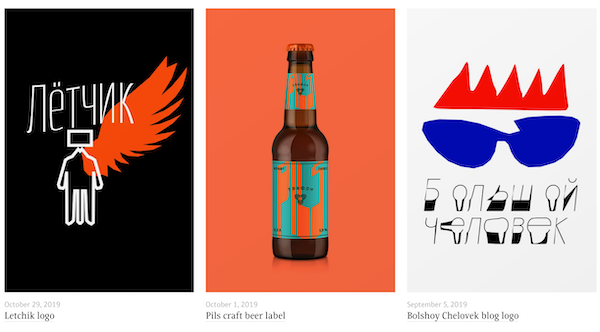 Лётчик
Большой
человек
October 29, 2019
Letchik logo
October 1, 2019
Pils craft beer label
September 5, 2019
Bolshoy Chelovek blog logo